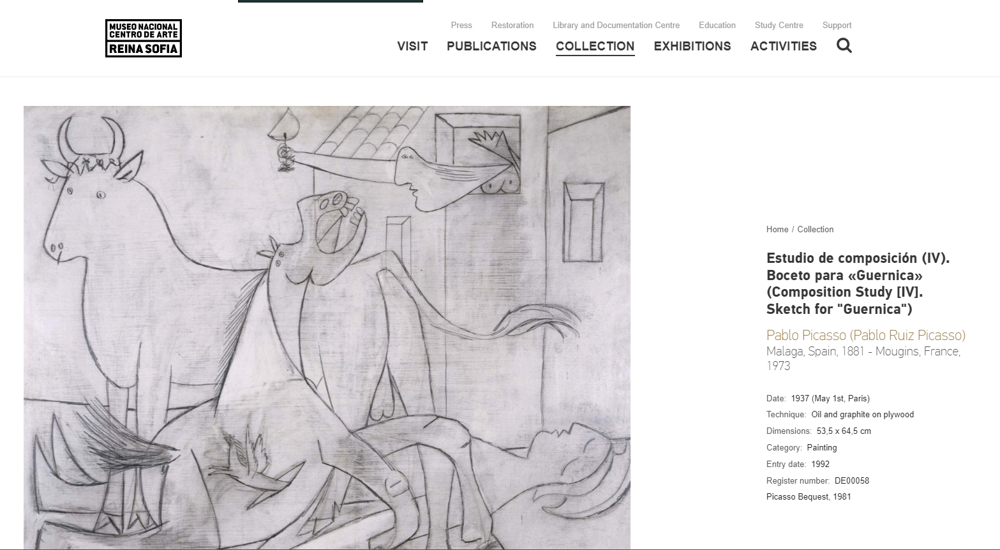 MUSEO NACIONAL
CENTRO DE ARTE
REINA SOFIA
Press Restoration Library and Documentation Centre Education Study Centre Support
VISIT PUBLICATIONS COLLECTION EXHIBITIONS ACTIVITIES
Home / Collection
Estudio de composición (IV).
Boceto para «Guernica»
(Composition Study [IV].
Sketch for "Guernica")
Pablo Picasso (Pablo Ruiz Picasso)
Malaga, Spain, 1881 - Mougins, France,
1973
Date: 1937 (May 1st, Paris)
Technique: Oil and graphite on plywood
Dimensions: 53,5 x 64,5 cm
Category: Painting
Entry date: 1992
Register number: DE00058
Picasso Bequest, 1981